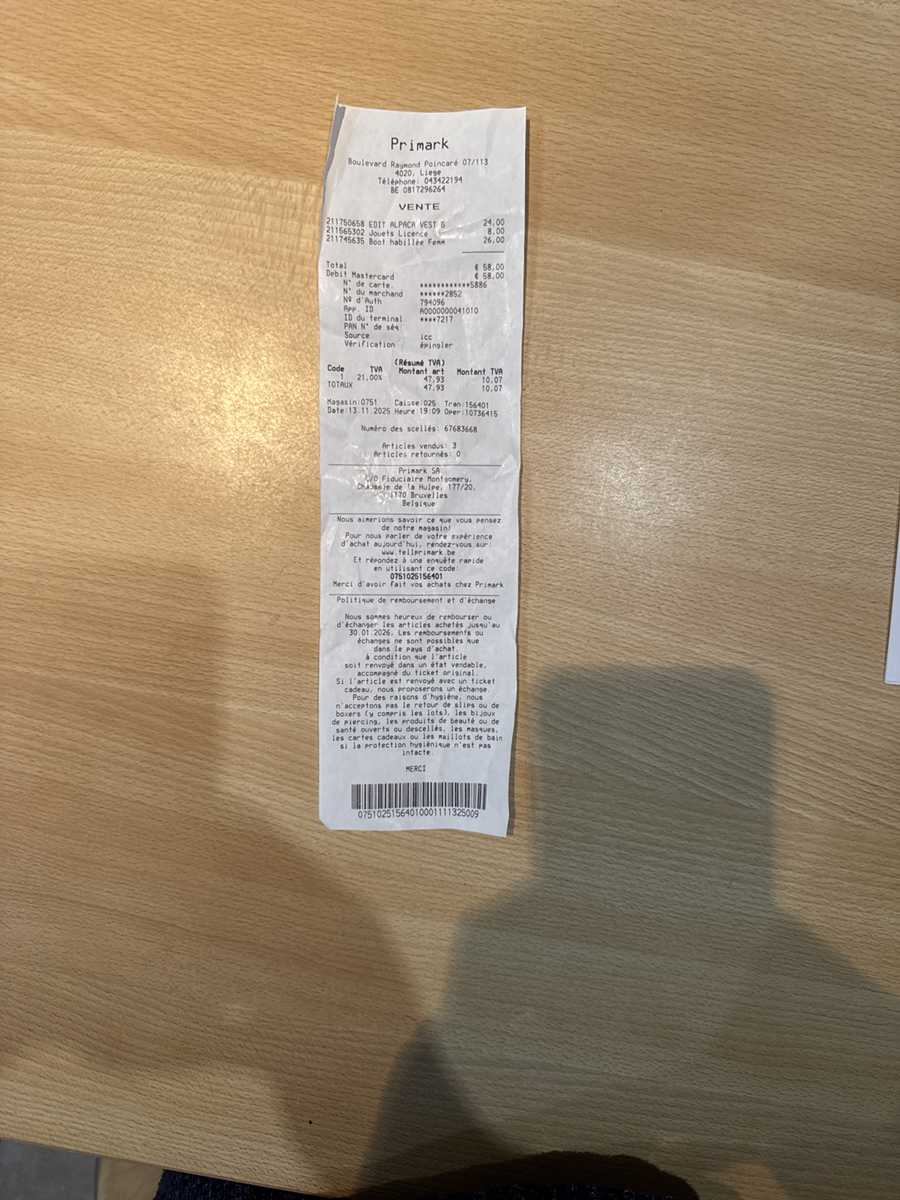 Primark
Boulevard Raymond Poincaré 07/113
4020, Liege
Téléphone: 043422194
BE 0817296264
VENTE
211750658 EDIT ALPACA VEST G 24,00
211565302 Jouets Licence 8,00
211745635 Boot habillée Femm 26,00
Total € 58,00
Debit Mastercard € 58,00
N° de carte. ************5886
N° du marchand ******2852
Nº d'Auth 794096
App. ID A0000000041010
ID du terminal ****7217
PAN N° de séq
Source icc
Vérification épingler
(Résumé TVA)
Code TVA Montant art Montant TVA
1 21,00% 47,93 10,07
TOTAUX 47,93 10,07
Magasin:0751 Caisse:025 Tran:156401
Date:13.11.2025 Heure:19:09 Oper:10736415
Numéro des scellés: 67683668
Articles vendus: 3
Articles retournés: 0
Primark SA
C/O Fiduciaire Montgomery,
Chaussée de la Hulpe, 177/20,
1170 Bruxelles
Belgique
Nous aimerions savoir ce que vous pensez
de notre magasin!
Pour nous parler de votre expérience
d'achat aujourd'hui, rendez-vous sur:
www.tellprimark.be
Et répondez à une enquête rapide
en utilisant ce code:
0751025156401
Merci d'avoir fait vos achats chez Primark
Politique de remboursement et d'échange
Nous sommes heureux de rembourser ou
d'échanger les articles achetés jusqu'au
30.01.2026. Les remboursements ou
échanges ne sont possibles que
dans le pays d'achat.
à condition que l'article
soit renvoyé dans un état vendable,
accompagné du ticket original.
Si l'article est renvoyé avec un ticket
cadeau, nous proposerons un échange.
Pour des raisons d'hygiène, nous
n'acceptons pas le retour de slips ou de
boxers (y compris les lots), les bijoux
de piercing, les produits de beauté ou de
santé ouverts ou descellés, les masques,
les cartes cadeaux ou les maillots de bain
si la protection hygiénique n'est pas
intacte.
MERCI
07510251564010001111325009